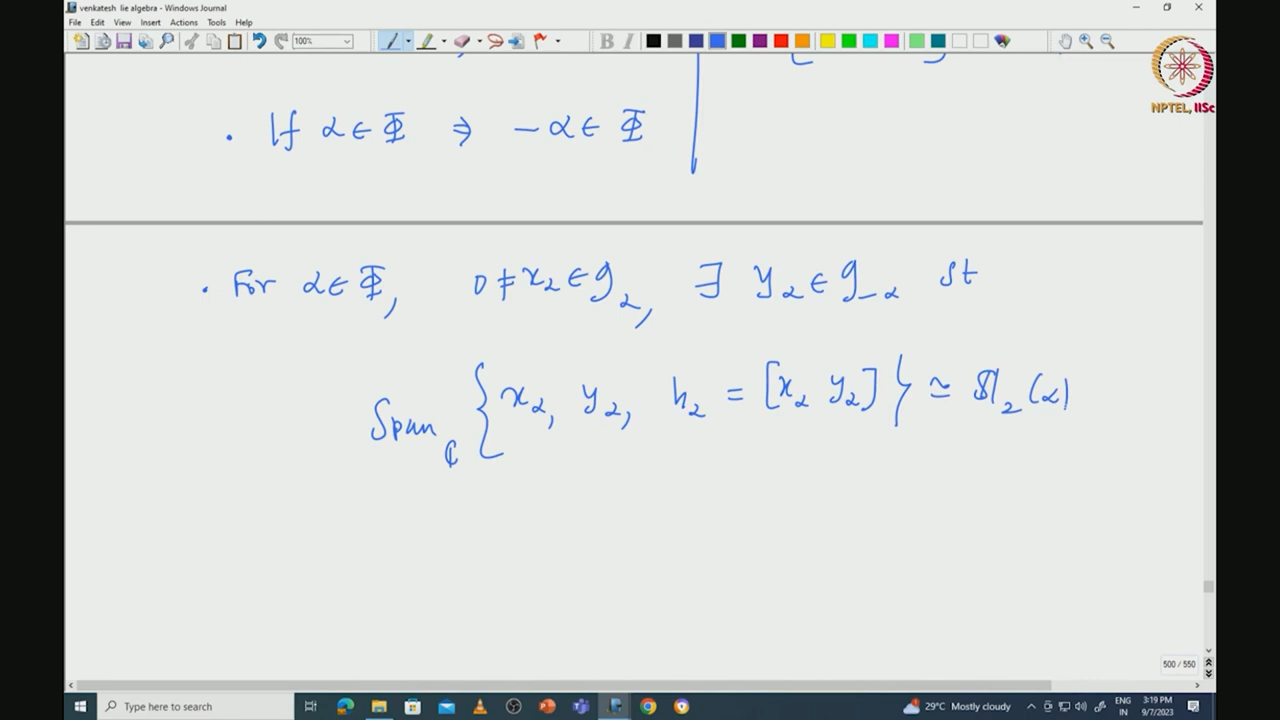 venkatesh lie algebra - Windows Journal
File Edit View Insert Actions Tools Help
100%
B I
NPTEL, IISc
. If α ∈ Φ ⇒ -α ∈ Φ
. For α ∈ Φ, 0 ≠ x_α ∈ g_α, ∃ y_α ∈ g_-α st
Span_ℂ { x_α, y_α, h_α = [x_α y_α] } ≃ sl_2(α)
500 / 550
Type here to search
29°C Mostly cloudy
ENG
IN
3:19 PM
9/7/2023